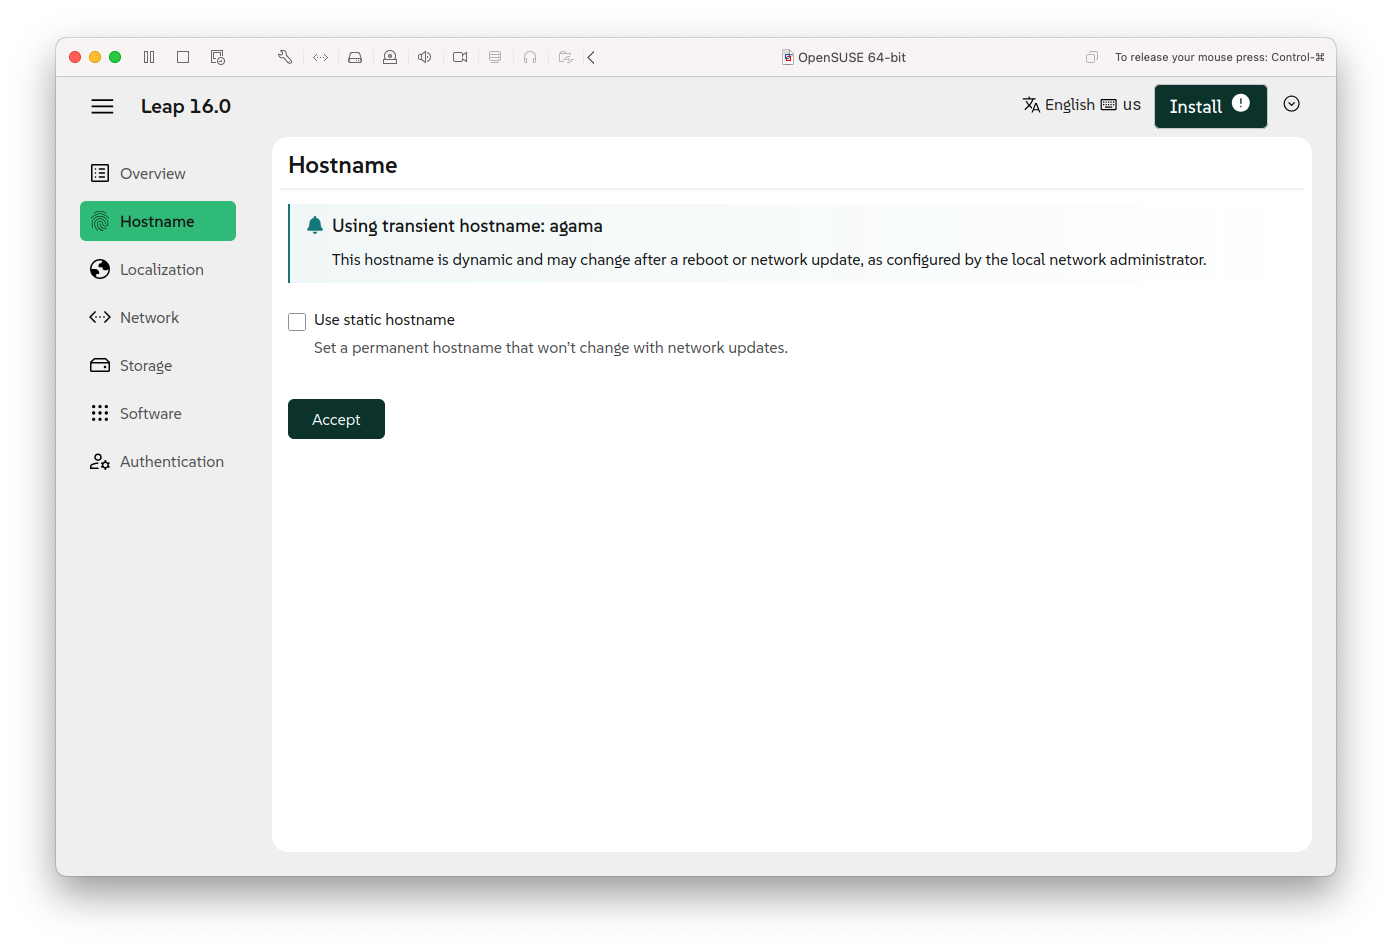 OpenSUSE 64-bit
To release your mouse press: Control-⌘
Leap 16.0
English us
Install
Overview
Hostname
Localization
Network
Storage
Software
Authentication
Hostname
Using transient hostname: agama
This hostname is dynamic and may change after a reboot or network update, as configured by the local network administrator.
Use static hostname
Set a permanent hostname that won't change with network updates.
Accept